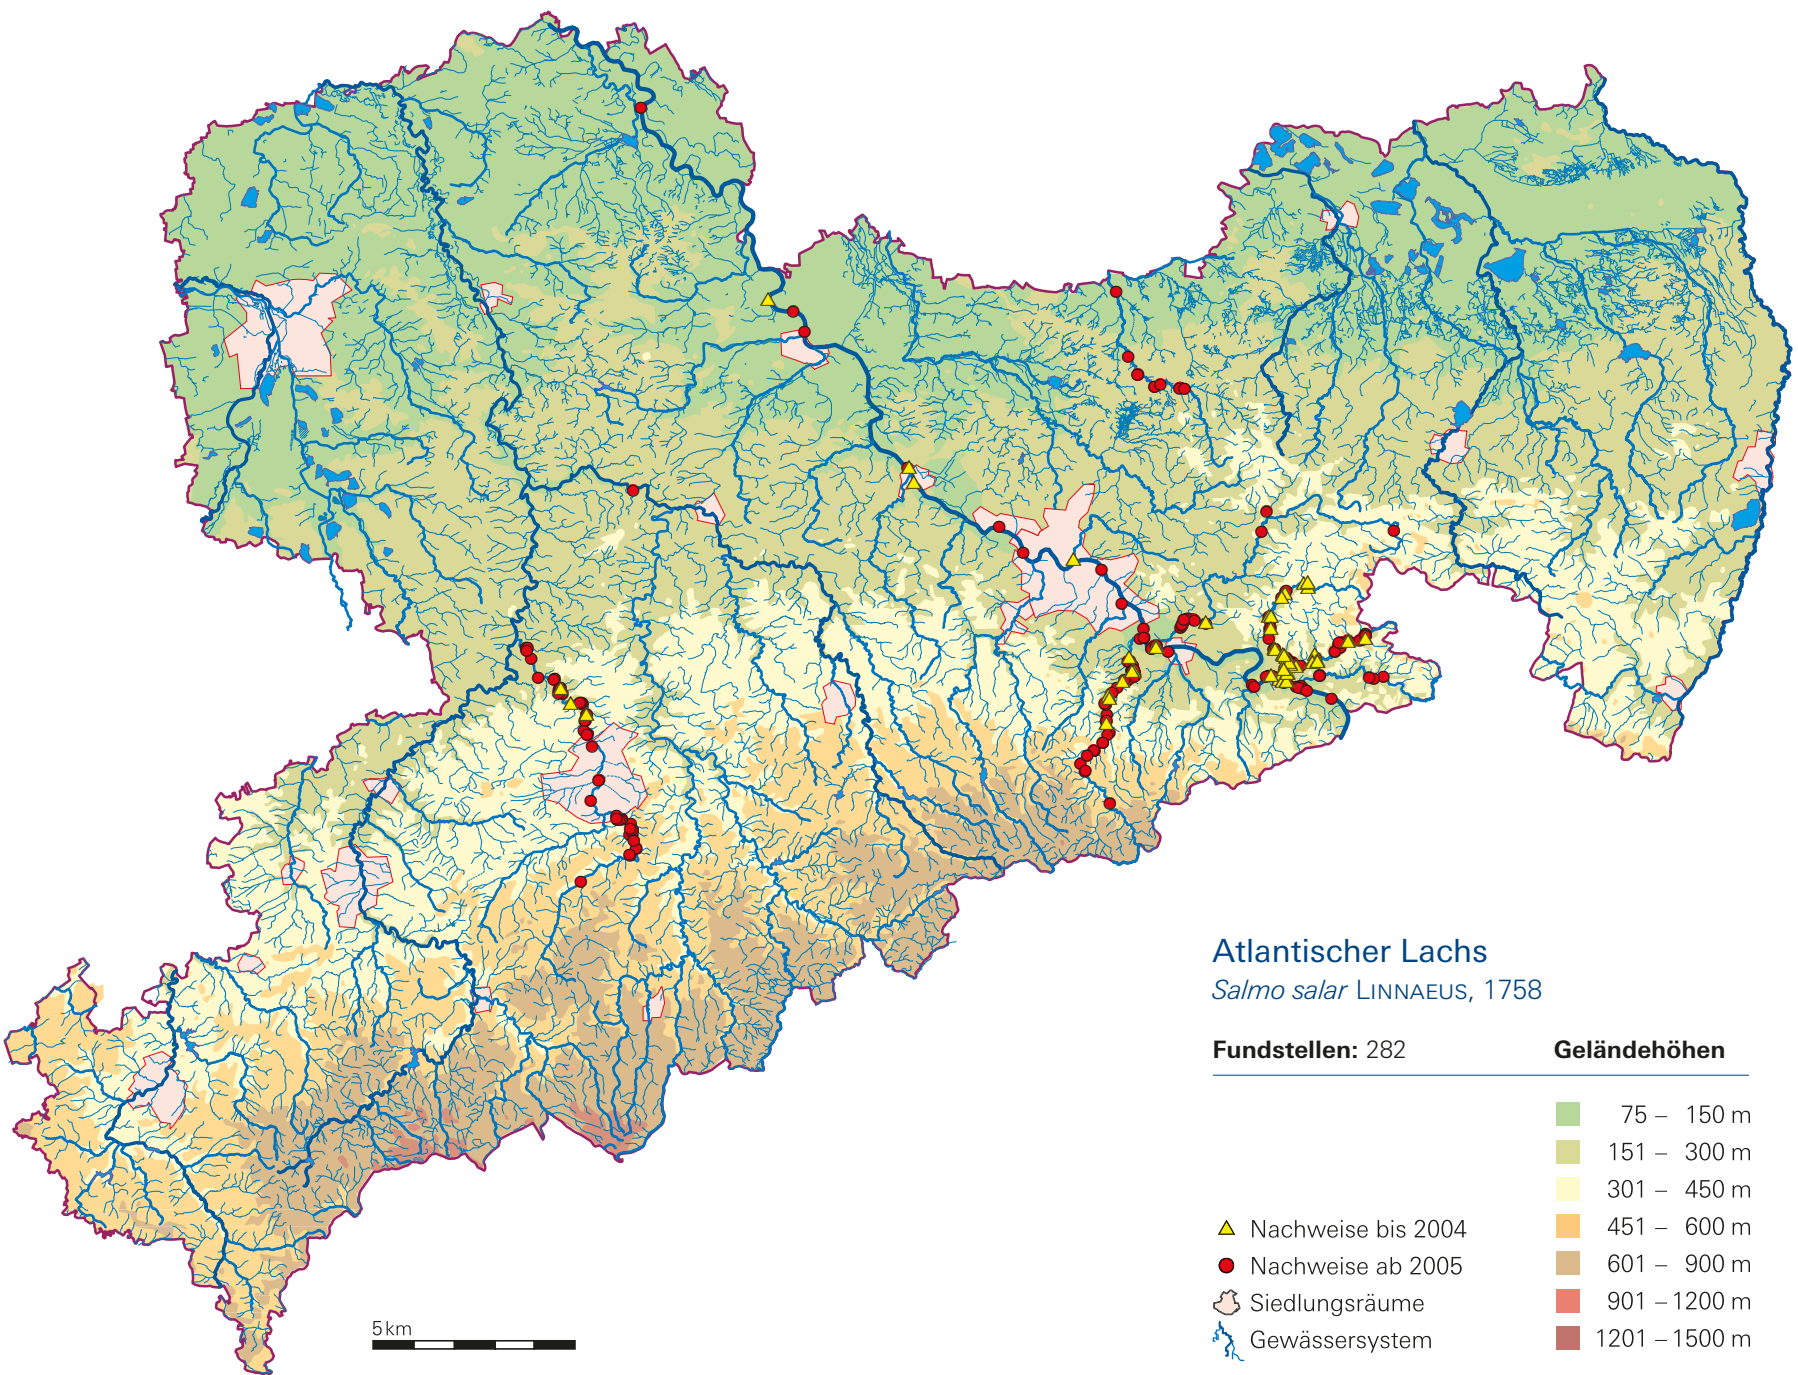 Atlantischer Lachs
Salmo salar LINNAEUS, 1758
Fundstellen: 282
Geländehöhen
75 – 150 m
151 – 300 m
301 – 450 m
451 – 600 m
601 – 900 m
901 – 1200 m
1201 – 1500 m
Nachweise bis 2004
Nachweise ab 2005
Siedlungsräume
Gewässersystem
5 km